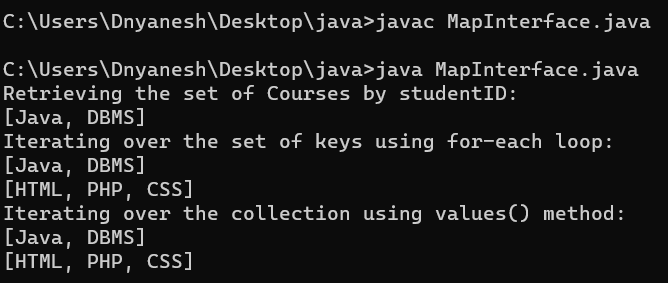 C:\Users\Dnyanesh\Desktop\java>javac MapInterface.java
C:\Users\Dnyanesh\Desktop\java>java MapInterface.java
Retrieving the set of Courses by studentID:
[Java, DBMS]
Iterating over the set of keys using for-each loop:
[Java, DBMS]
[HTML, PHP, CSS]
Iterating over the collection using values() method:
[Java, DBMS]
[HTML, PHP, CSS]